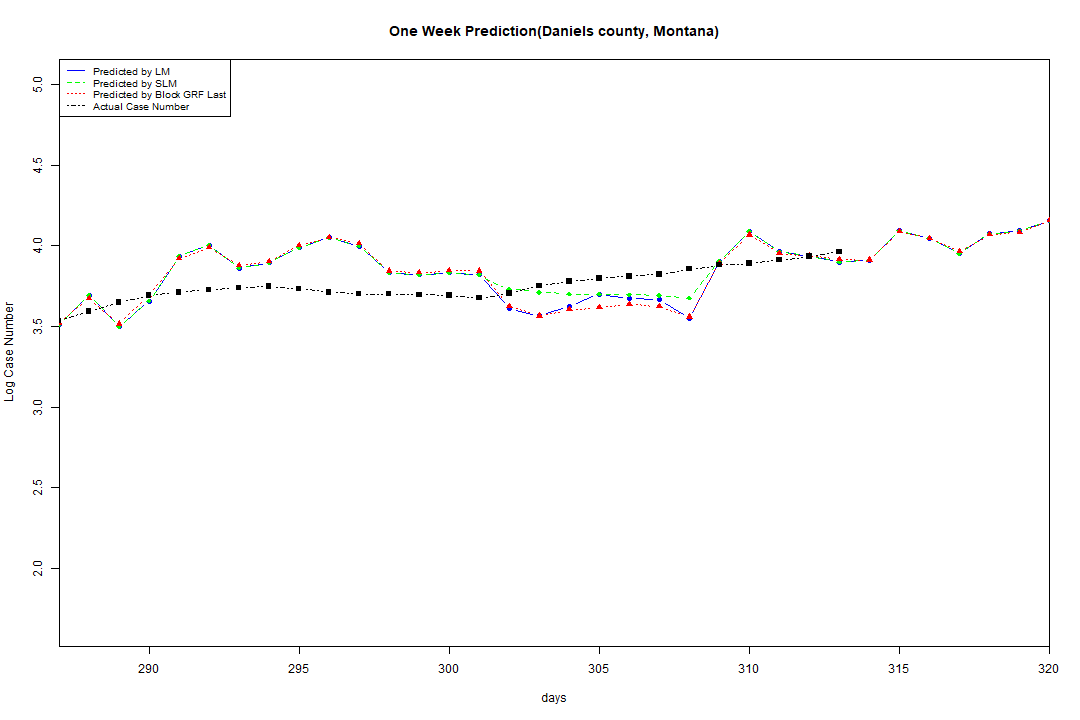 One Week Prediction(Daniels county, Montana)
Predicted by LM
Predicted by SLM
Predicted by Block GRF Last
Actual Case Number
5.0
4.5
4.0
3.5
3.0
2.5
2.0
Log Case Number
290 295 300 305 310 315 320
days